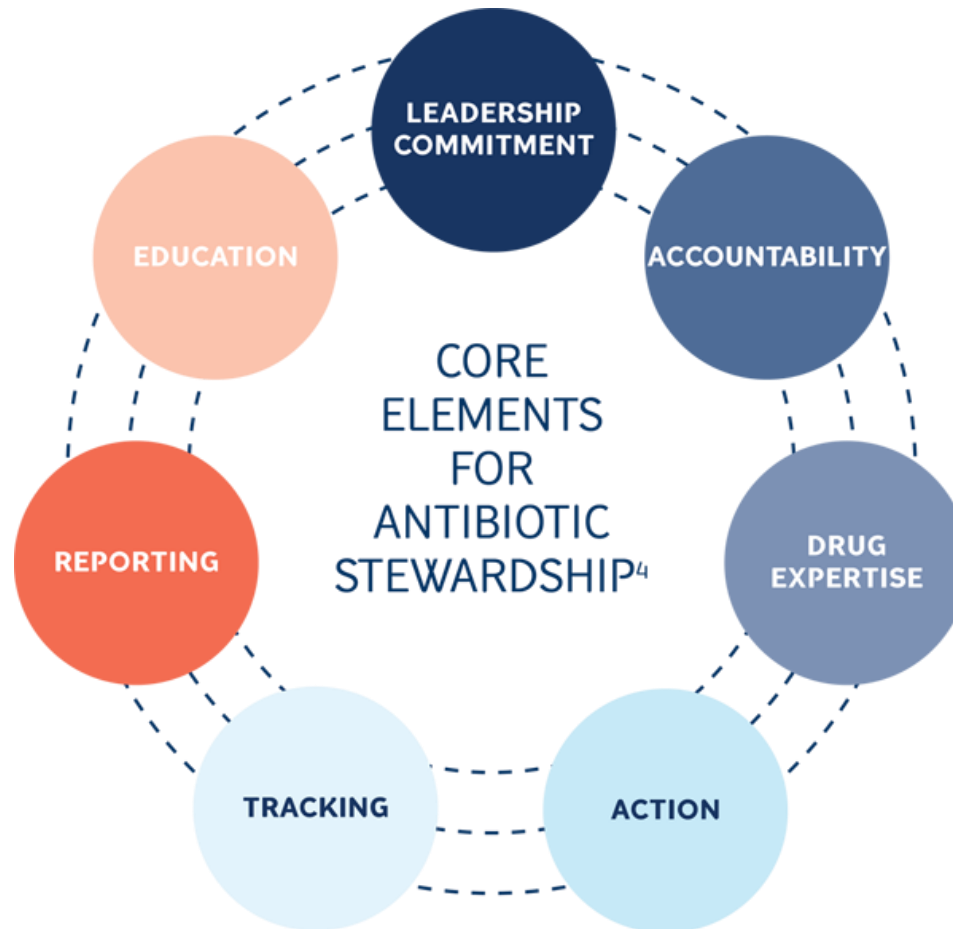 LEADERSHIP
COMMITMENT
ACCOUNTABILITY
DRUG
EXPERTISE
ACTION
TRACKING
REPORTING
EDUCATION
CORE
ELEMENTS
FOR
ANTIBIOTIC
STEWARDSHIP⁴